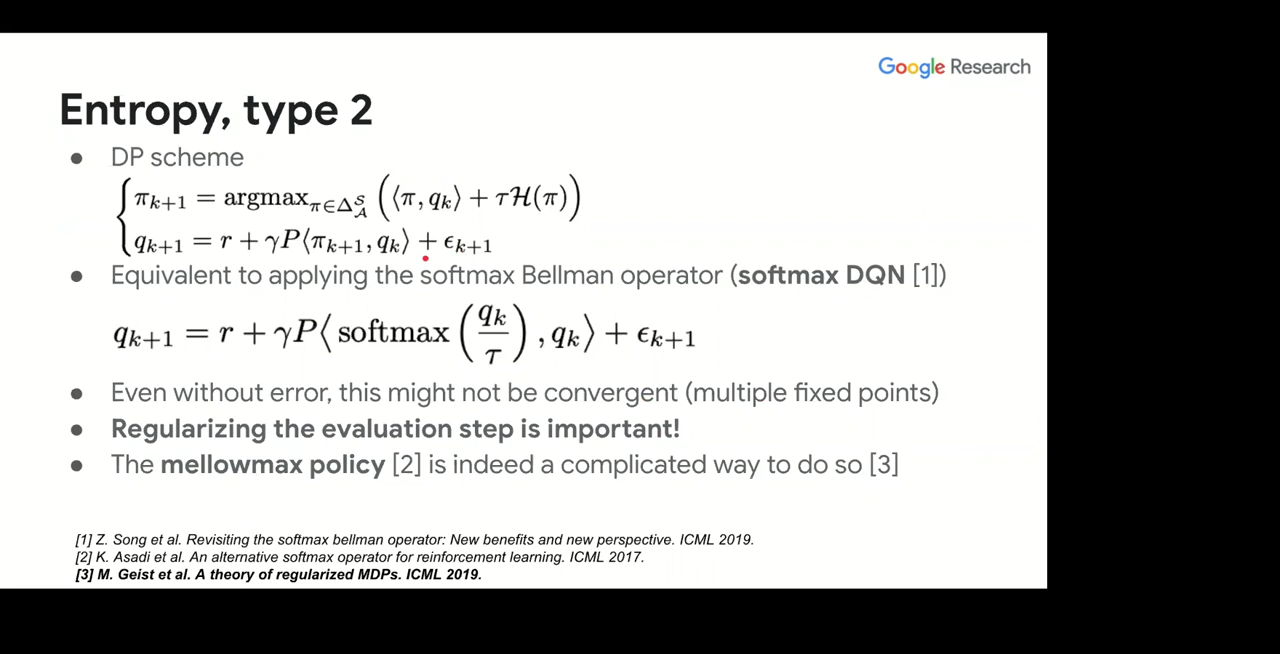 Google Research
Entropy, type 2
● DP scheme
π_{k+1} = argmax_{π∈Δ_A^S} (⟨π, q_k⟩ + τH(π))
q_{k+1} = r + γP⟨π_{k+1}, q_k⟩ + ϵ_{k+1}
● Equivalent to applying the softmax Bellman operator (softmax DQN [1])
q_{k+1} = r + γP⟨ softmax (q_k/τ), q_k⟩ + ϵ_{k+1}
● Even without error, this might not be convergent (multiple fixed points)
● Regularizing the evaluation step is important!
● The mellowmax policy [2] is indeed a complicated way to do so [3]
[1] Z. Song et al. Revisiting the softmax bellman operator: New benefits and new perspective. ICML 2019.
[2] K. Asadi et al. An alternative softmax operator for reinforcement learning. ICML 2017.
[3] M. Geist et al. A theory of regularized MDPs. ICML 2019.